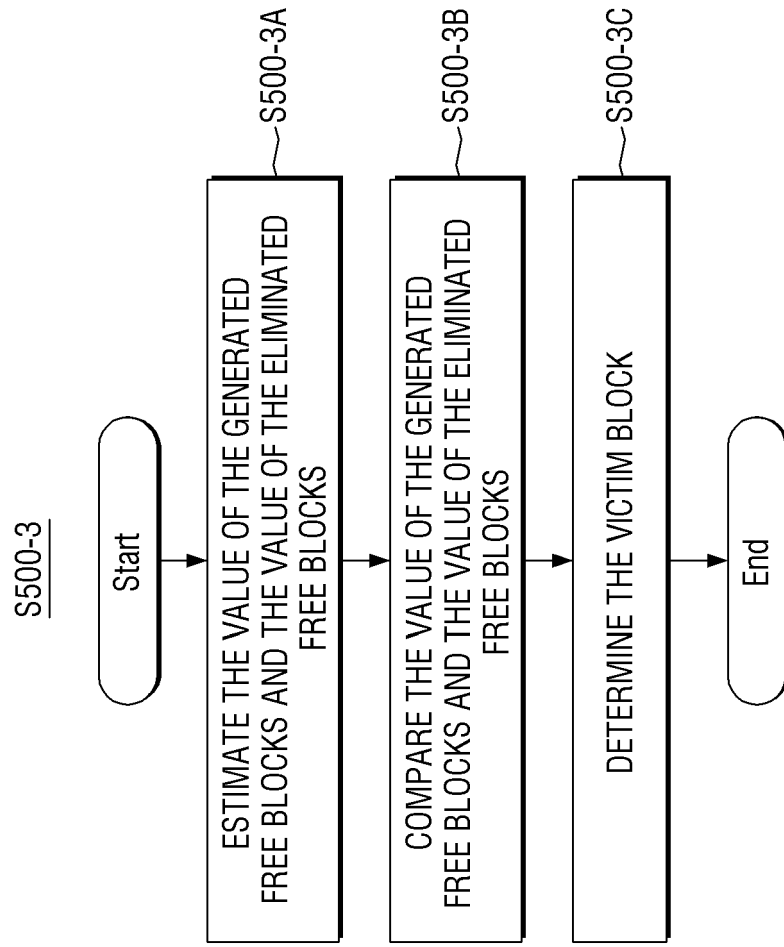 S500-3
Start
ESTIMATE THE VALUE OF THE GENERATED
FREE BLOCKS AND THE VALUE OF THE ELIMINATED
FREE BLOCKS
S500-3A
COMPARE THE VALUE OF THE GENERATED
FREE BLOCKS AND THE VALUE OF THE ELIMINATED
FREE BLOCKS
S500-3B
DETERMINE THE VICTIM BLOCK
S500-3C
End